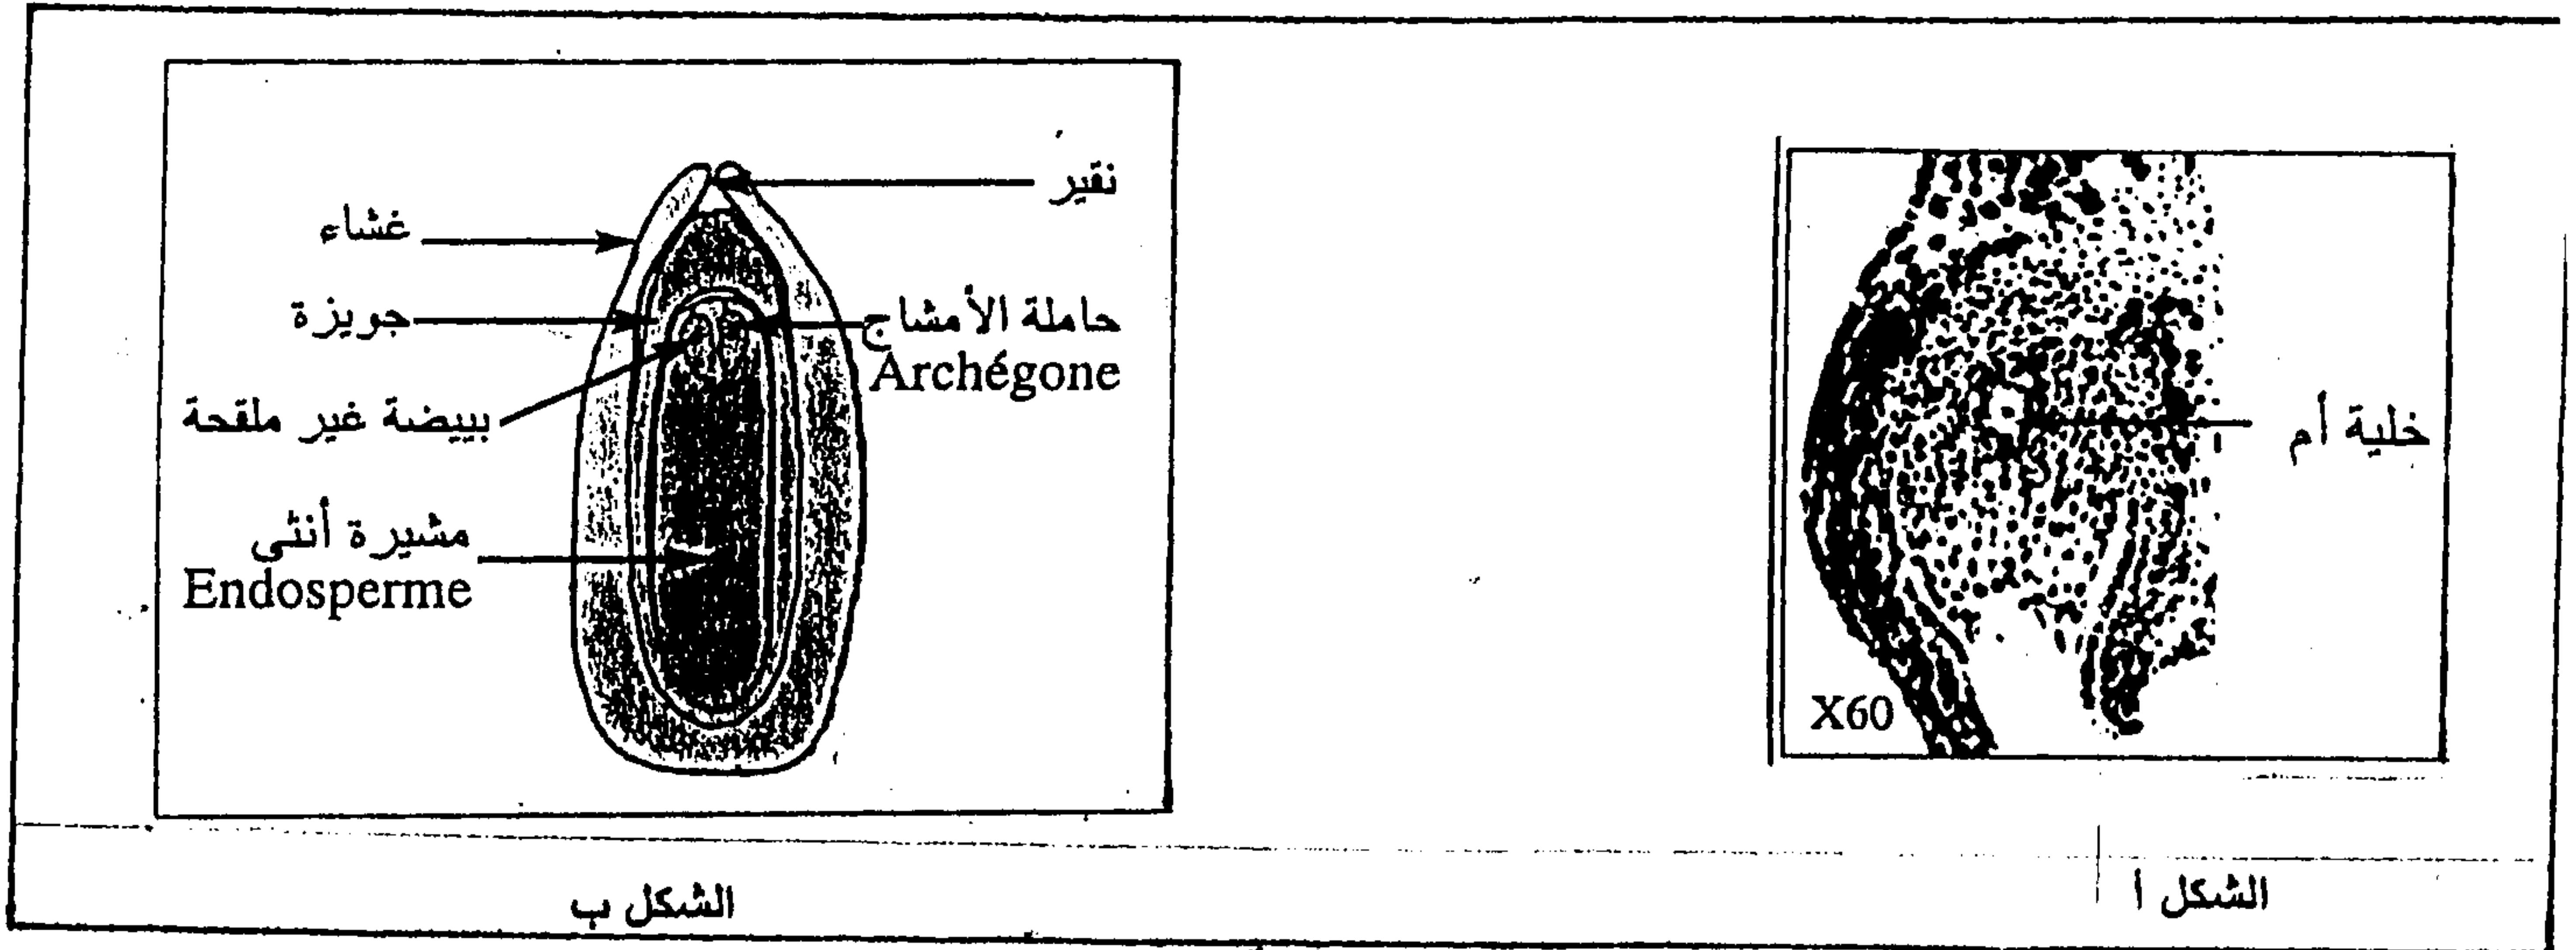 نقير
غشاء
حاملة الأمشاج
Archégone
جويزة
بييضة غير ملقحة
مشيرة أنثى
Endosperme
خلية أم
X60
الشكل أ
الشكل ب